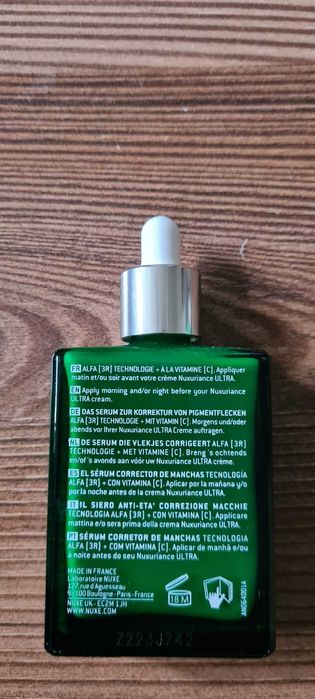 FR ALFA [3R] TECHNOLOGIE + À LA VITAMINE [C]. Appliquer
matin et/ou soir avant votre crème Nuxuriance ULTRA.
EN Apply morning and/or night before your Nuxuriance
ULTRA cream.
DE DAS SERUM ZUR KORREKTUR VON PIGMENTFLECKEN
ALFA [3R] TECHNOLOGIE + MIT VITAMIN [C]. Morgens und/oder
abends vor Ihrer Nuxuriance ULTRA Creme auftragen.
NL DE SERUM DIE VLEKJES CORRIGEERT ALFA [3R]
TECHNOLOGIE + MET VITAMINE [C]. Breng 's ochtends
en/of 's avonds aan vóór uw Nuxuriance ULTRA crème.
ES EL SÉRUM CORRECTOR DE MANCHAS TECNOLOGÍA
ALFA [3R] + CON VITAMINA [C]. Aplicar por la mañana y/o
por la noche antes de la crema Nuxuriance ULTRA.
IT IL SIERO ANTI-ETA' CORREZIONE MACCHIE
TECNOLOGIA ALFA [3R] + CON VITAMINA [C]. Applicare
mattina e/o sera prima della crema Nuxuriance ULTRA.
PT SÉRUM CORRETOR DE MANCHAS TECNOLOGIA
ALFA [3R] + COM VITAMINA [C]. Aplicar de manhã e/ou
a noite antes do seu Nuxuriance ULTRA.
MADE IN FRANCE
Laboratoire NUXE
127, rue d'Aguesseau
92100 Boulogne - Paris - France
NUXE UK - EC2M 1JH
WWW.NUXE.COM
18 M
AN064D01A
Z223J742